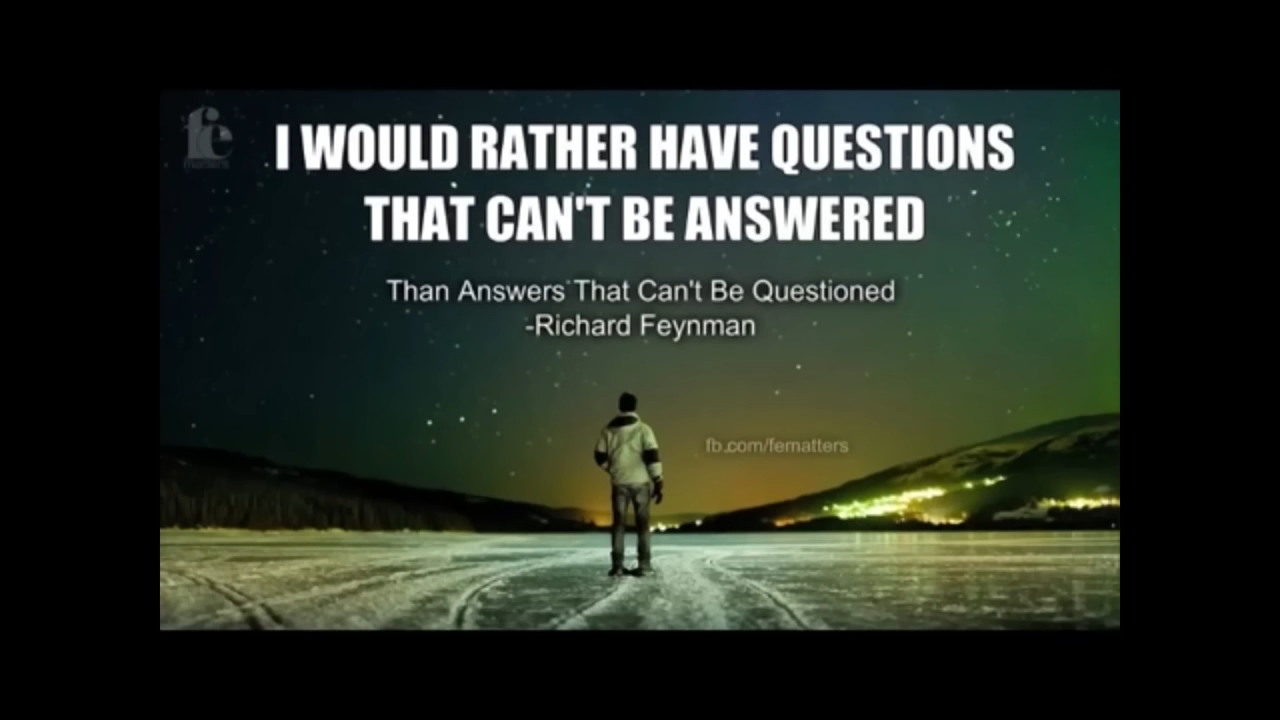 fe
I WOULD RATHER HAVE QUESTIONS
THAT CAN'T BE ANSWERED
Than Answers That Can't Be Questioned
-Richard Feynman
fb.com/fematters